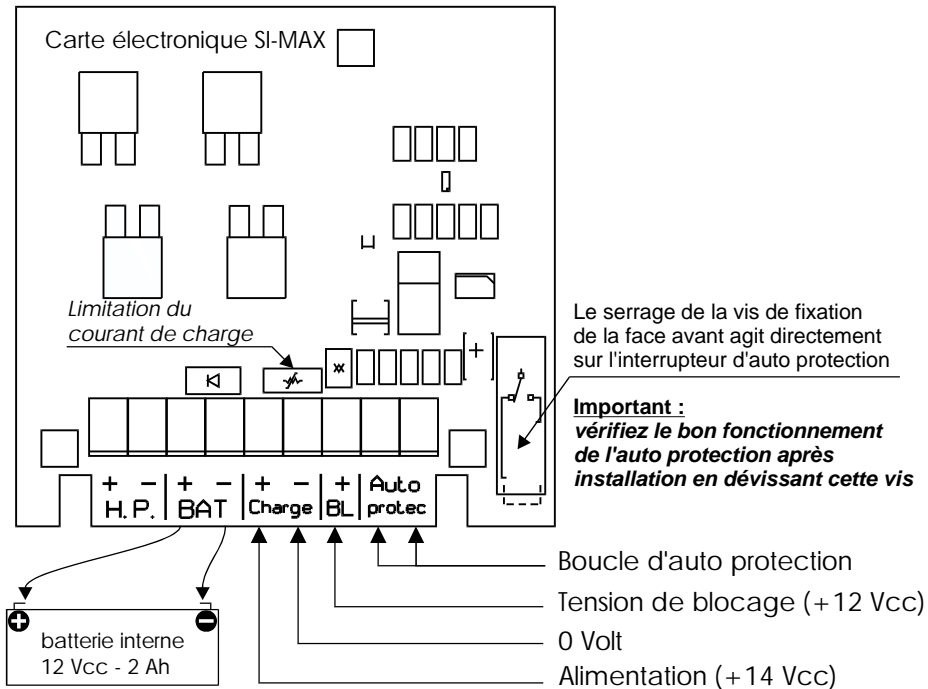 Carte électronique SI-MAX
Limitation du
courant de charge
Le serrage de la vis de fixation
de la face avant agit directement
sur l'interrupteur d'auto protection
Important :
vérifiez le bon fonctionnement
de l'auto protection après
installation en dévissant cette vis
+ − + − + − + Auto
H.P. BAT Charge BL protec
Boucle d'auto protection
Tension de blocage (+12 Vcc)
0 Volt
Alimentation (+14 Vcc)
+ −
batterie interne
12 Vcc - 2 Ah